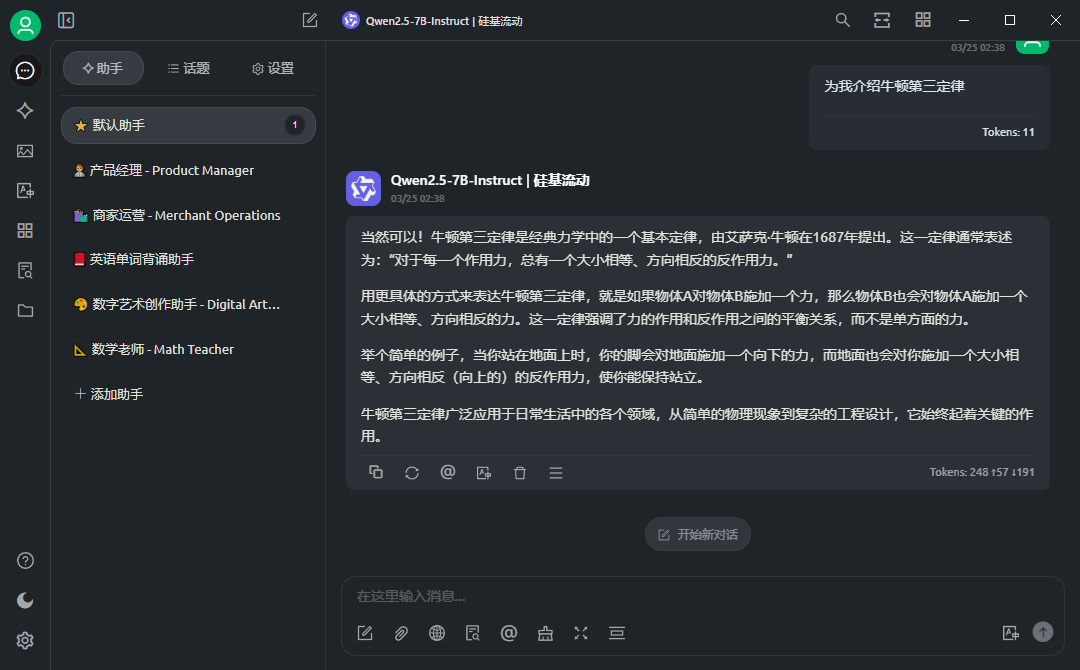 Qwen2.5-7B-Instruct | 硅基流动
助手
话题
设置
默认助手
1
产品经理 - Product Manager
商家运营 - Merchant Operations
英语单词背诵助手
数字艺术创作助手 - Digital Art...
数学老师 - Math Teacher
添加助手
03/25 02:38
为我介绍牛顿第三定律
Tokens: 11
Qwen2.5-7B-Instruct | 硅基流动
03/25 02:38
当然可以！牛顿第三定律是经典力学中的一个基本定律，由艾萨克·牛顿在1687年提出。这一定律通常表述
为：“对于每一个作用力，总有一个大小相等、方向相反的反作用力。”
用更具体的方式来表达牛顿第三定律，就是如果物体A对物体B施加一个力，那么物体B也会对物体A施加一个
大小相等、方向相反的力。这一定律强调了力的作用和反作用之间的平衡关系，而不是单方面的力。
举个简单的例子，当你站在地面上时，你的脚会对地面施加一个向下的力，而地面也会对你施加一个大小相
等、方向相反（向上的）的反作用力，使你能保持站立。
牛顿第三定律广泛应用于日常生活中的各个领域，从简单的物理现象到复杂的工程设计，它始终起着关键的作
用。
Tokens: 248 ↑57 ↓191
开始新对话
在这里输入消息...